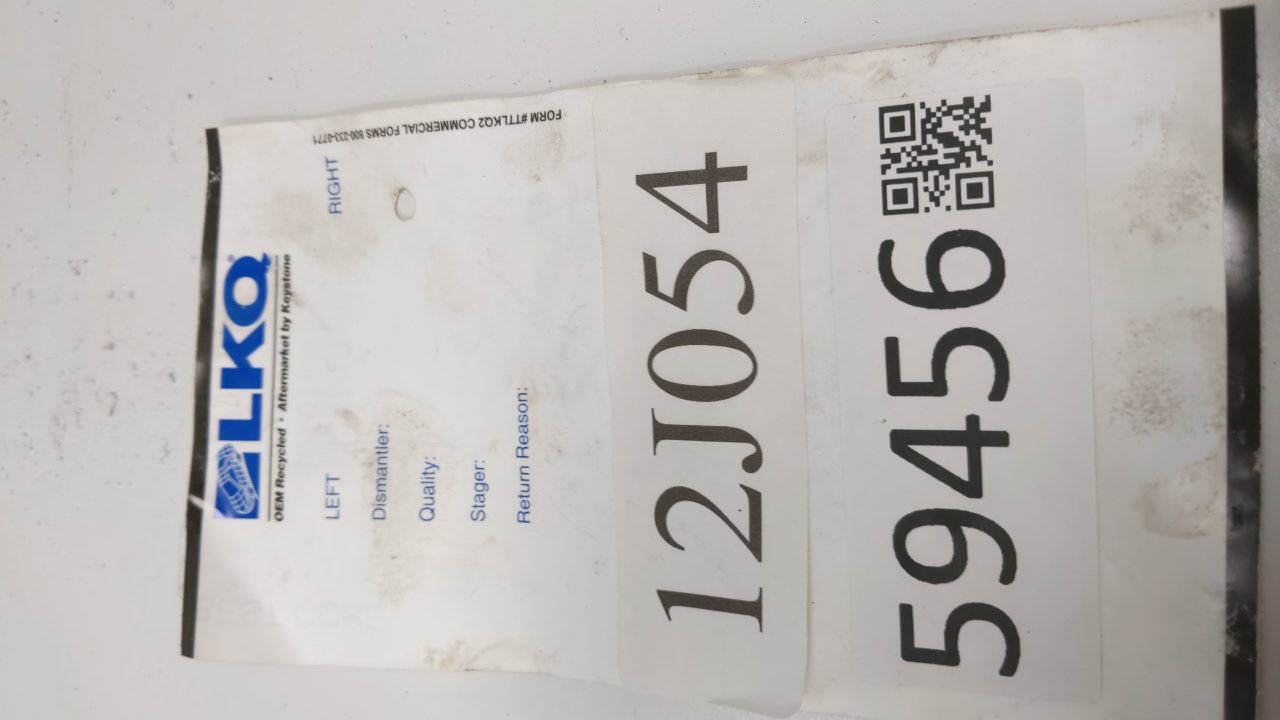 LKQ®
OEM Recycled • Aftermarket by Keystone
LEFT RIGHT
Dismantler:
Quality:
Stager:
Return Reason:
FORM #TTLKQ2 COMMERCIAL FORMS 800-233-0771
12J054
59456